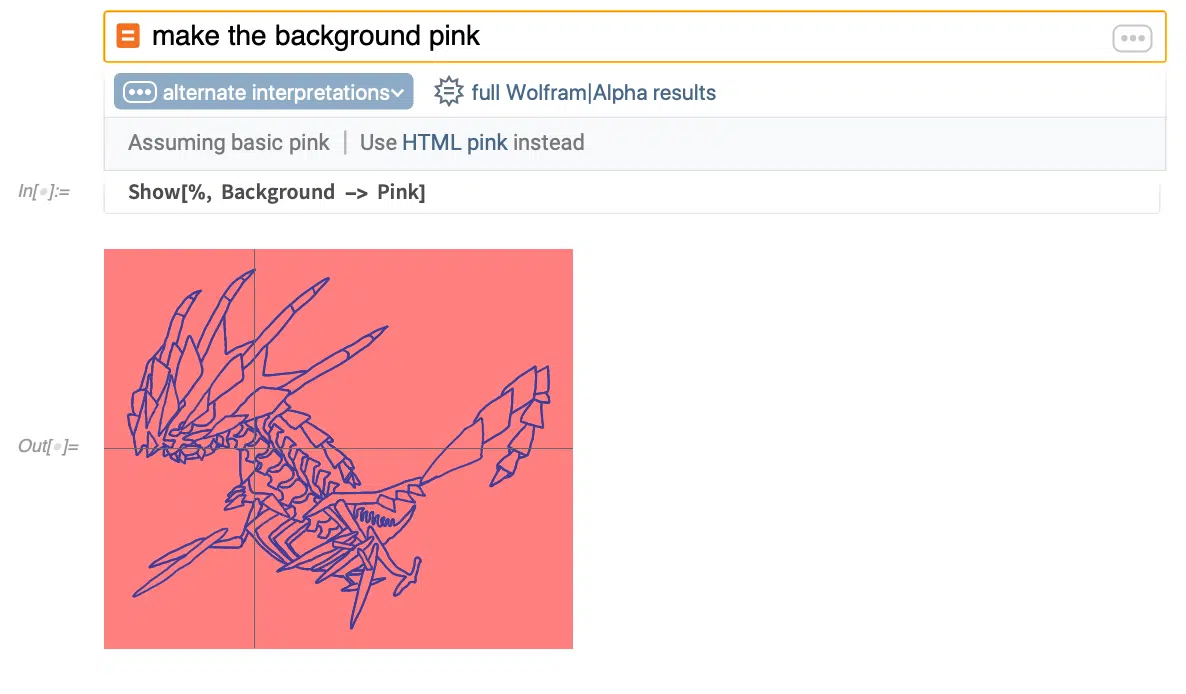 make the background pink
alternate interpretations
full Wolfram|Alpha results
Assuming basic pink | Use HTML pink instead
In[•]:=
Show[%, Background -> Pink]
Out[•]=